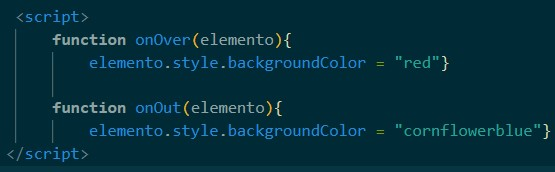 <script>
function onOver(elemento){
elemento.style.backgroundColor = "red"}
function onOut(elemento){
elemento.style.backgroundColor = "cornflowerblue"}
</script>